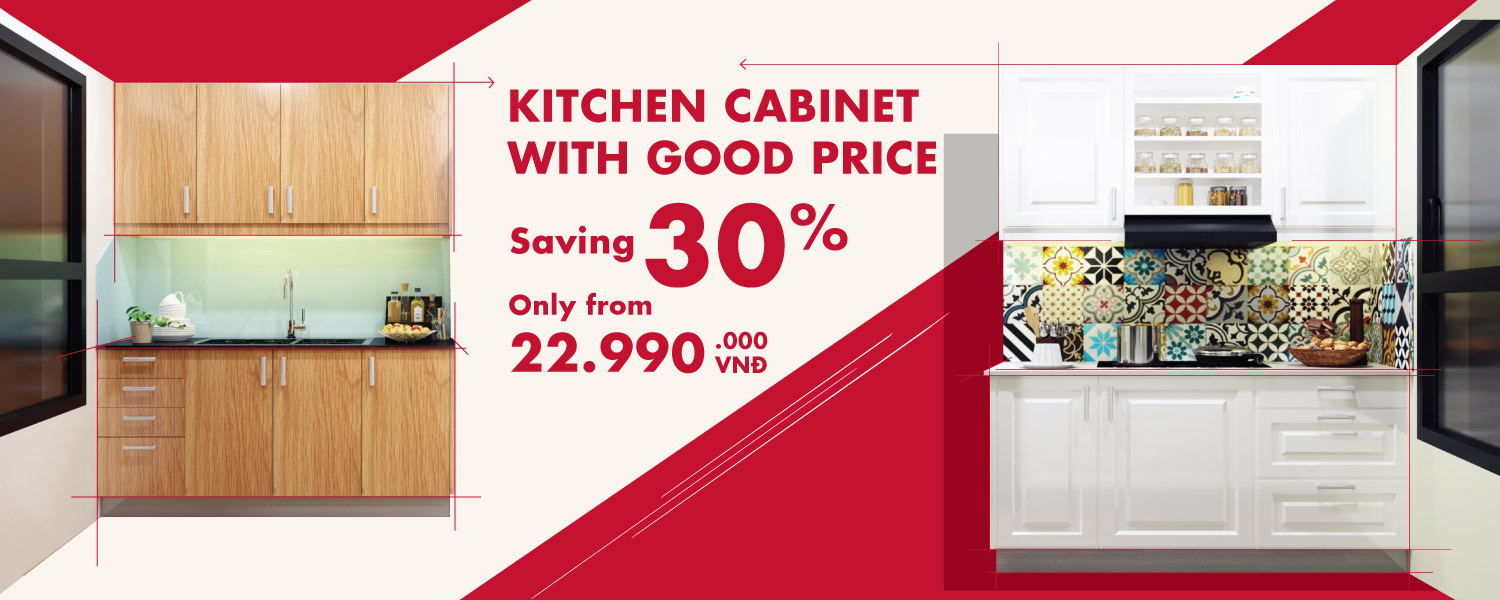 KITCHEN CABINET
WITH GOOD PRICE
Saving 30%
Only from
22.990 .000
VNĐ